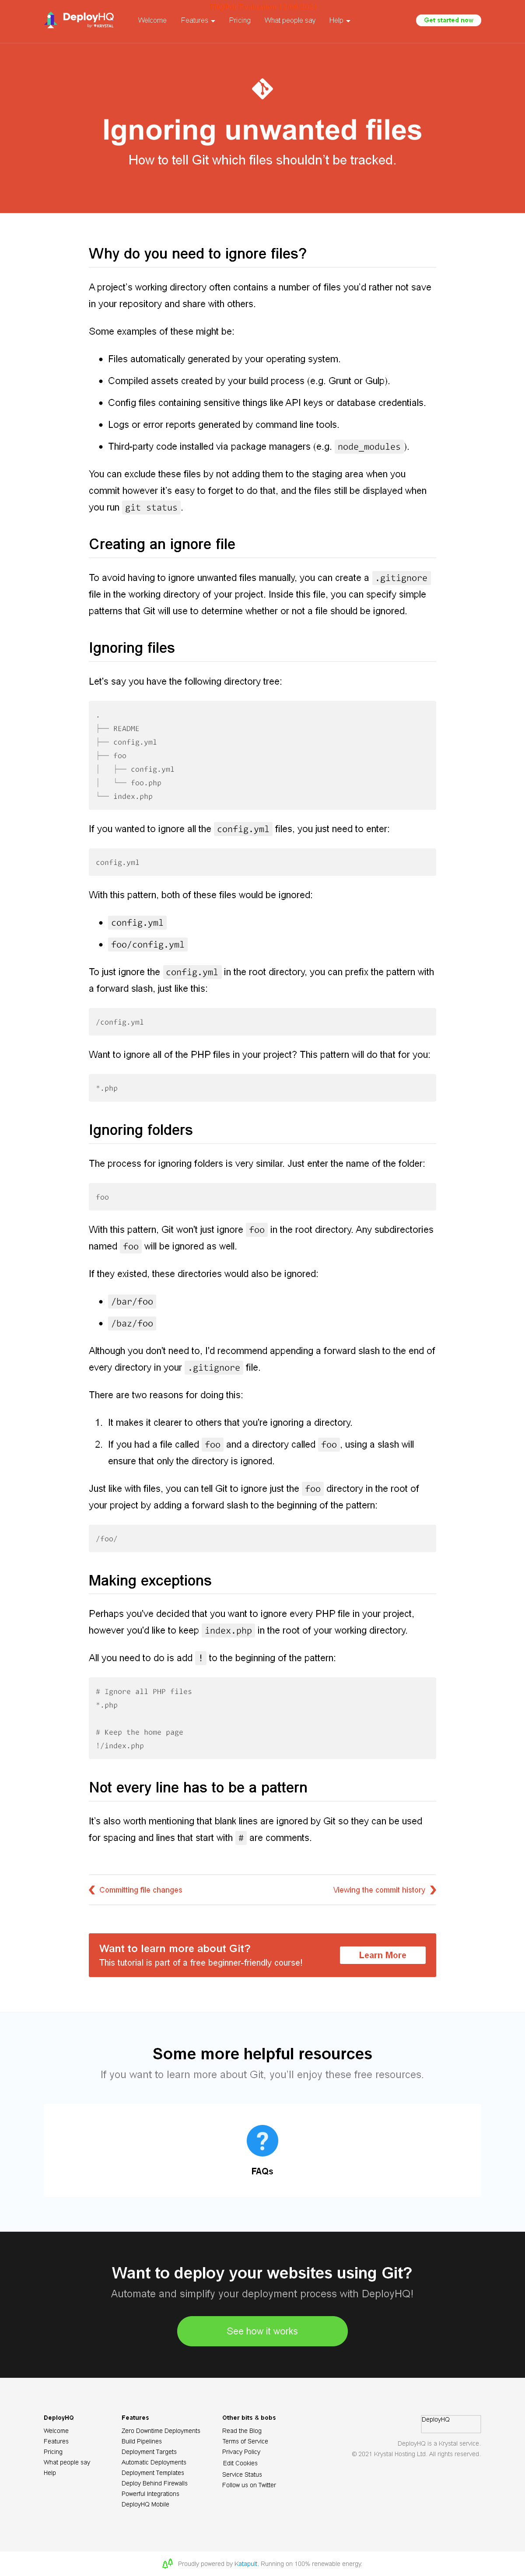 DeployHQ
by KRYSTAL
Welcome Features Pricing What people say Help
Get started now
Ignoring unwanted files
How to tell Git which files shouldn't be tracked.
Why do you need to ignore files?
A project's working directory often contains a number of files you'd rather not save
in your repository and share with others.
Some examples of these might be:
• Files automatically generated by your operating system.
• Compiled assets created by your build process (e.g. Grunt or Gulp).
• Config files containing sensitive things like API keys or database credentials.
• Logs or error reports generated by command line tools.
• Third-party code installed via package managers (e.g. node_modules ).
You can exclude these files by not adding them to the staging area when you
commit however it's easy to forget to do that, and the files still be displayed when
you run git status .
Creating an ignore file
To avoid having to ignore unwanted files manually, you can create a .gitignore
file in the working directory of your project. Inside this file, you can specify simple
patterns that Git will use to determine whether or not a file should be ignored.
Ignoring files
Let's say you have the following directory tree:
.
├── README
├── config.yml
├── foo
│   ├── config.yml
│   └── foo.php
└── index.php
If you wanted to ignore all the config.yml files, you just need to enter:
config.yml
With this pattern, both of these files would be ignored:
• config.yml
• foo/config.yml
To just ignore the config.yml in the root directory, you can prefix the pattern with
a forward slash, just like this:
/config.yml
Want to ignore all of the PHP files in your project? This pattern will do that for you:
*.php
Ignoring folders
The process for ignoring folders is very similar. Just enter the name of the folder:
foo
With this pattern, Git won't just ignore foo in the root directory. Any subdirectories
named foo will be ignored as well.
If they existed, these directories would also be ignored:
• /bar/foo
• /baz/foo
Although you don't need to, I'd recommend appending a forward slash to the end of
every directory in your .gitignore file.
There are two reasons for doing this:
1. It makes it clearer to others that you're ignoring a directory.
2. If you had a file called foo and a directory called foo , using a slash will
ensure that only the directory is ignored.
Just like with files, you can tell Git to ignore just the foo directory in the root of
your project by adding a forward slash to the beginning of the pattern:
/foo/
Making exceptions
Perhaps you've decided that you want to ignore every PHP file in your project,
however you'd like to keep index.php in the root of your working directory.
All you need to do is add ! to the beginning of the pattern:
# Ignore all PHP files
*.php
# Keep the home page
!/index.php
Not every line has to be a pattern
It's also worth mentioning that blank lines are ignored by Git so they can be used
for spacing and lines that start with # are comments.
Committing file changes
Viewing the commit history
Want to learn more about Git?
This tutorial is part of a free beginner-friendly course!
Learn More
Some more helpful resources
If you want to learn more about Git, you'll enjoy these free resources.
?
FAQs
Want to deploy your websites using Git?
Automate and simplify your deployment process with DeployHQ!
See how it works
DeployHQ
Welcome
Features
Pricing
What people say
Help
Features
Zero Downtime Deployments
Build Pipelines
Deployment Targets
Automatic Deployments
Deployment Templates
Deploy Behind Firewalls
Powerful Integrations
DeployHQ Mobile
Other bits & bobs
Read the Blog
Terms of Service
Privacy Policy
Edit Cookies
Service Status
Follow us on Twitter
DeployHQ
DeployHQ is a Krystal service
© 2021 Krystal Hosting Ltd. All rights reserved.
Proudly powered by Katapult. Running on 100% renewable energy.